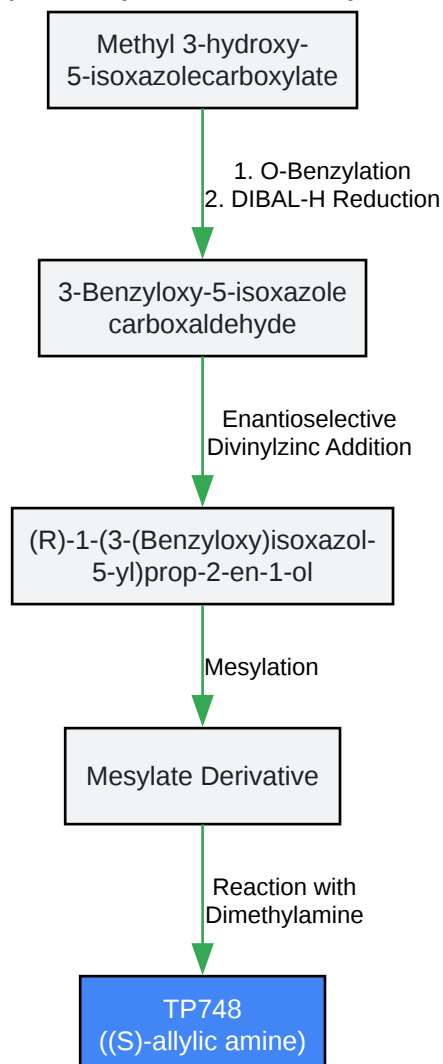 Methyl 3-hydroxy-
5-isoxazolecarboxylate
1. O-Benzylation
2. DIBAL-H Reduction
3-Benzyloxy-5-isoxazole
carboxaldehyde
Enantioselective
Divinylzinc Addition
(R)-1-(3-(Benzyloxy)isoxazol-
5-yl)prop-2-en-1-ol
Mesylation
Mesylate Derivative
Reaction with
Dimethylamine
TP748
((S)-allylic amine)